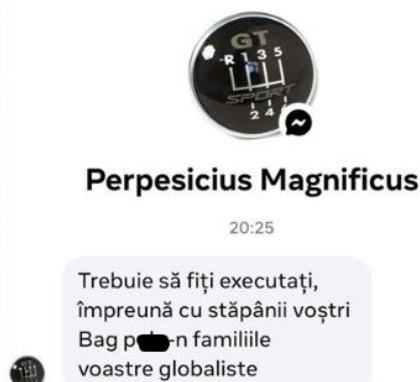 GT
R 1 3 5
SPORT
2 4
Perpesicius Magnificus
20:25
Trebuie să fiți executați,
împreună cu stăpânii voștri
Bag p -n familiile
voastre globaliste